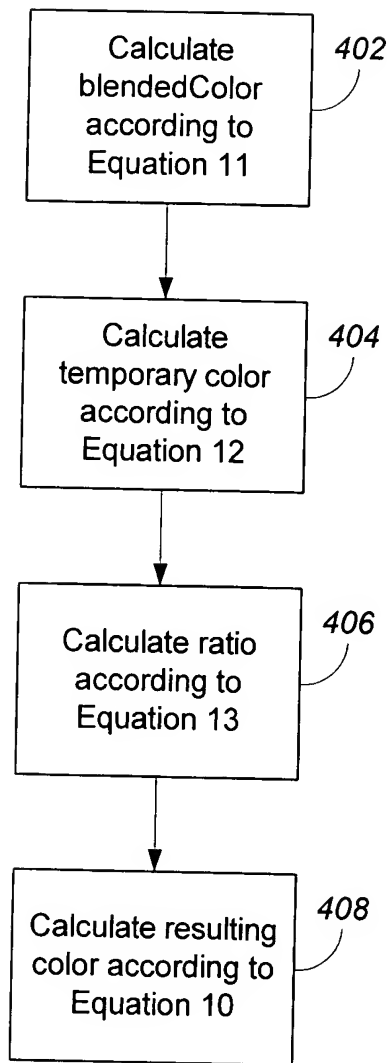 Calculate
blendedColor
according to
Equation 11
402
Calculate
temporary color
according to
Equation 12
404
Calculate ratio
according to
Equation 13
406
Calculate resulting
color according to
Equation 10
408